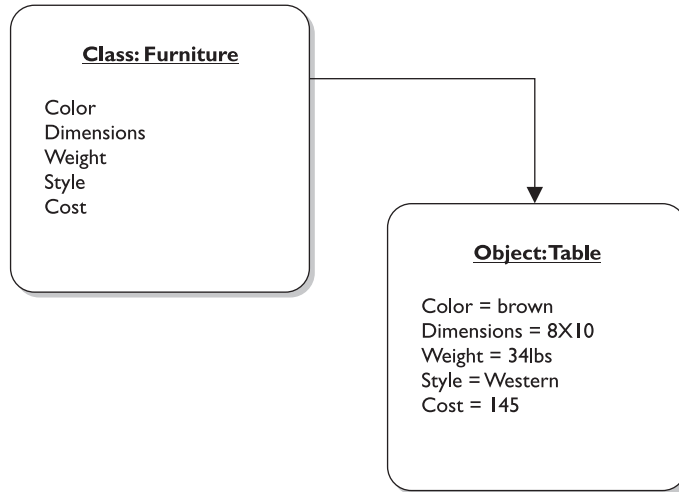 Class: Furniture
Color
Dimensions
Weight
Style
Cost
Object: Table
Color = brown
Dimensions = 8X10
Weight = 34lbs
Style = Western
Cost = 145